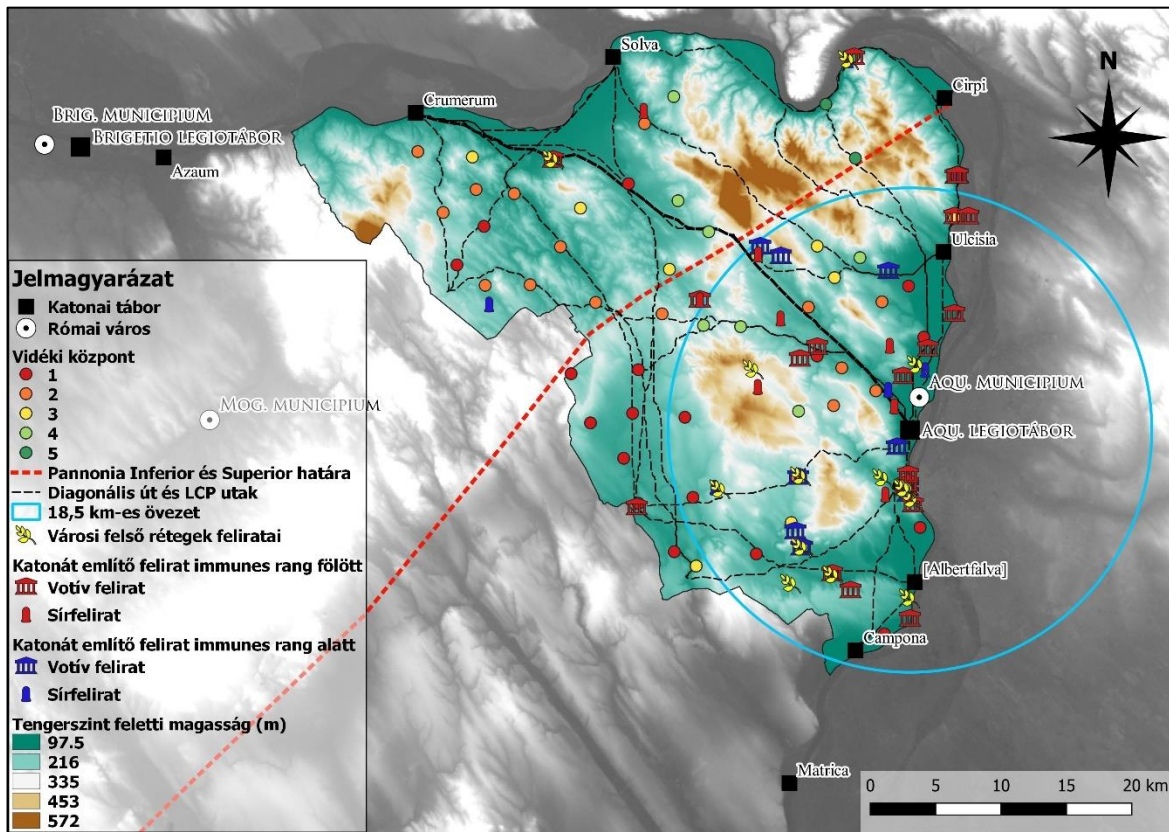 Solva
N
Cirpi
Crumerum
Brig. municipium
Brigetio legiotábor
Azaum
Ulcisia
Jelmagyarázat
Katonai tábor
Római város
Vidéki központ
1
2
3
4
5
Pannonia Inferior és Superior határa
Diagonális út és LCP utak
18,5 km-es övezet
Városi felső rétegek feliratai
Katonát említő felirat immunes rang fölött
Votív felirat
Sírfelirat
Katonát említő felirat immunes rang alatt
Votív felirat
Sírfelirat
Tengerszint feletti magasság (m)
97.5
216
335
453
572
Mog. municipium
Aqu. municipium
Aqu. legiotábor
[Albertfalva]
Campona
Matrica
0 5 10 15 20 km